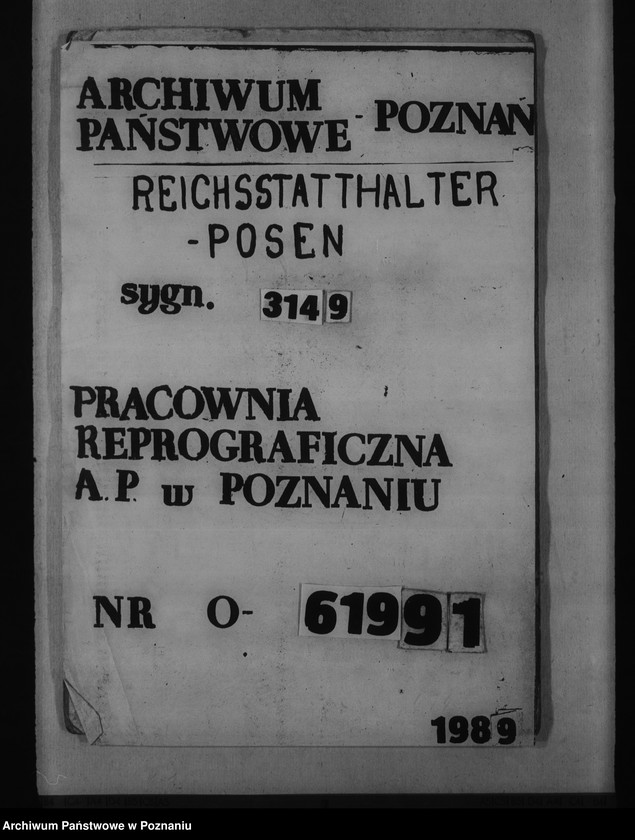 ARCHIWUM
PAŃSTWOWE - POZNAŃ
REICHSSTATTHALTER
-POSEN
sygn. 3149
PRACOWNIA
REPROGRAFICZNA
A.P. w POZNANIU
NR O- 61991
1989
Archiwum Państwowe w Poznaniu